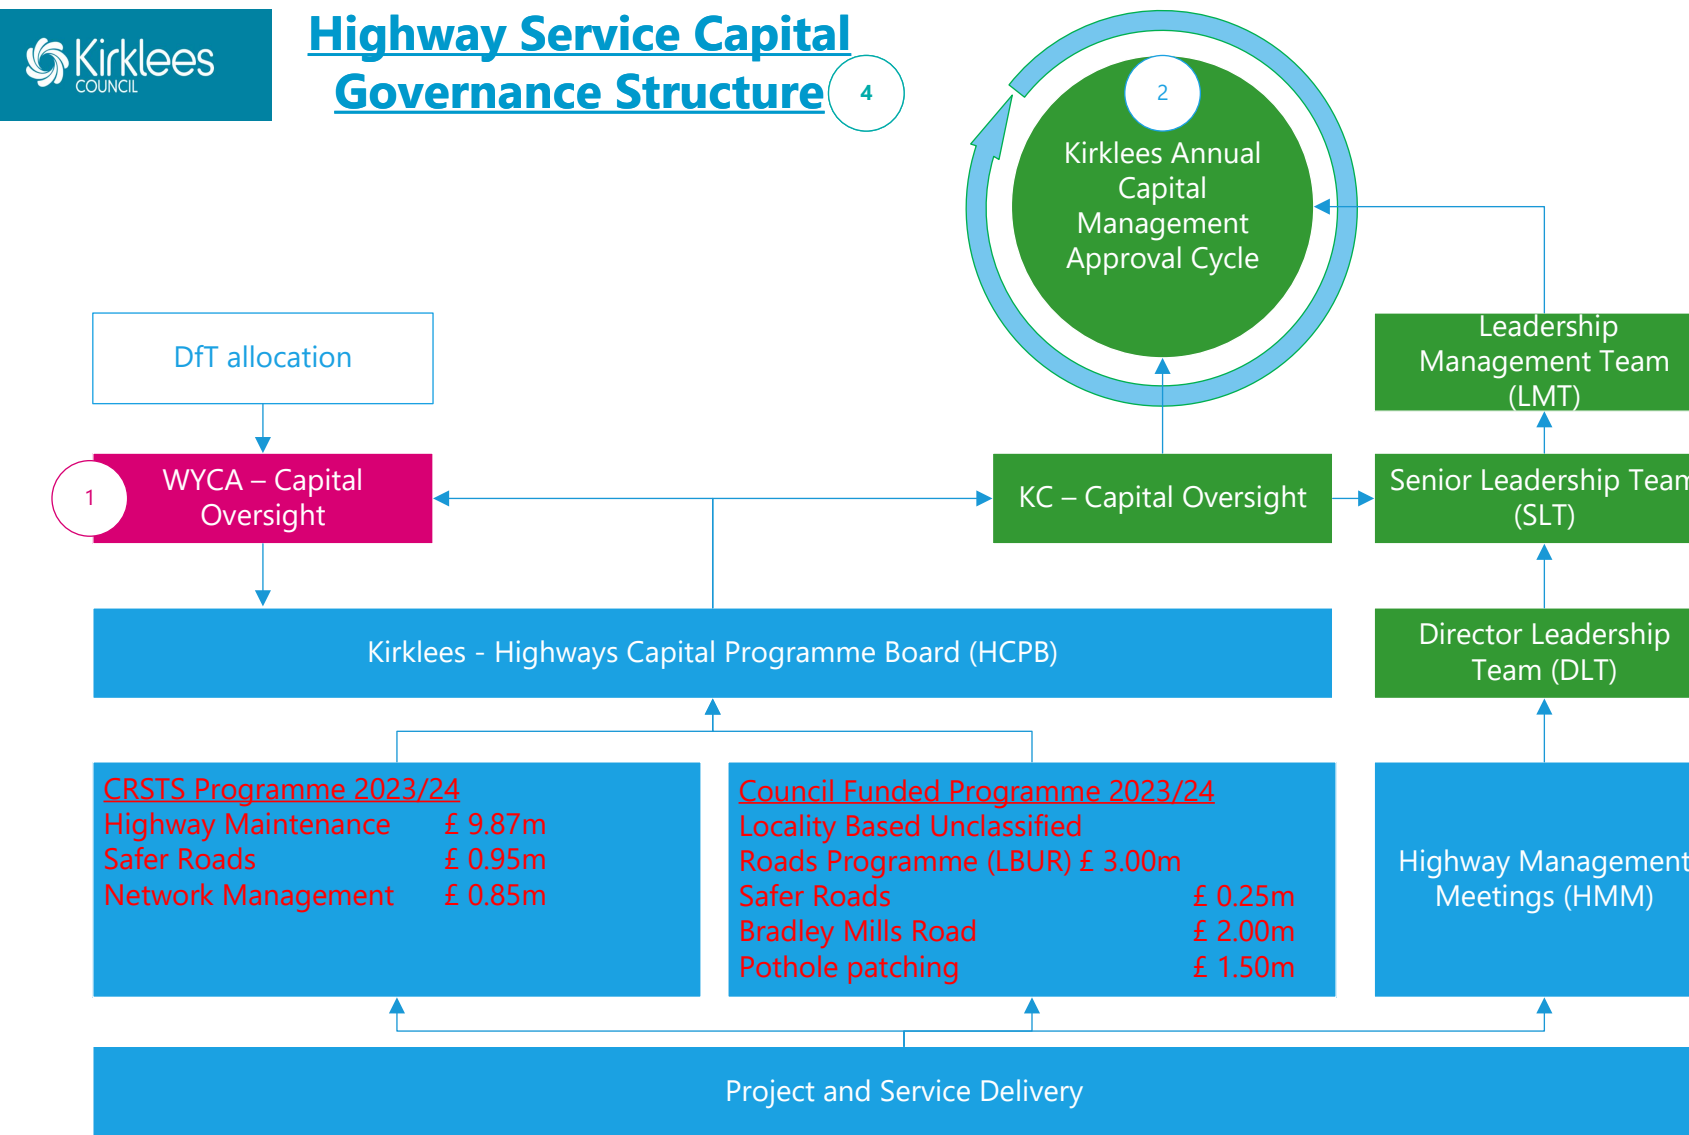 Kirklees
COUNCIL
Highway Service Capital
Governance Structure
4
2
Kirklees Annual
Capital
Management
Approval Cycle
DfT allocation
Leadership
Management Team
(LMT)
1
WYCA – Capital
Oversight
KC – Capital Oversight
Senior Leadership Team
(SLT)
Kirklees - Highways Capital Programme Board (HCPB)
Director Leadership
Team (DLT)
CRSTS Programme 2023/24
Highway Maintenance £ 9.87m
Safer Roads £ 0.95m
Network Management £ 0.85m
Council Funded Programme 2023/24
Locality Based Unclassified
Roads Programme (LBUR) £ 3.00m
Safer Roads £ 0.25m
Bradley Mills Road £ 2.00m
Pothole patching £ 1.50m
Highway Management
Meetings (HMM)
Project and Service Delivery